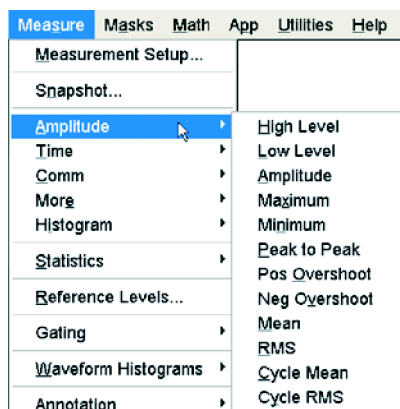 Measure Masks Math App Utilities Help
Measurement Setup...
Snapshot...
Amplitude
Time
Comm
More
Histogram
Statistics
Reference Levels...
Gating
Waveform Histograms
Annotation
High Level
Low Level
Amplitude
Maximum
Minimum
Peak to Peak
Pos Overshoot
Neg Overshoot
Mean
RMS
Cycle Mean
Cycle RMS